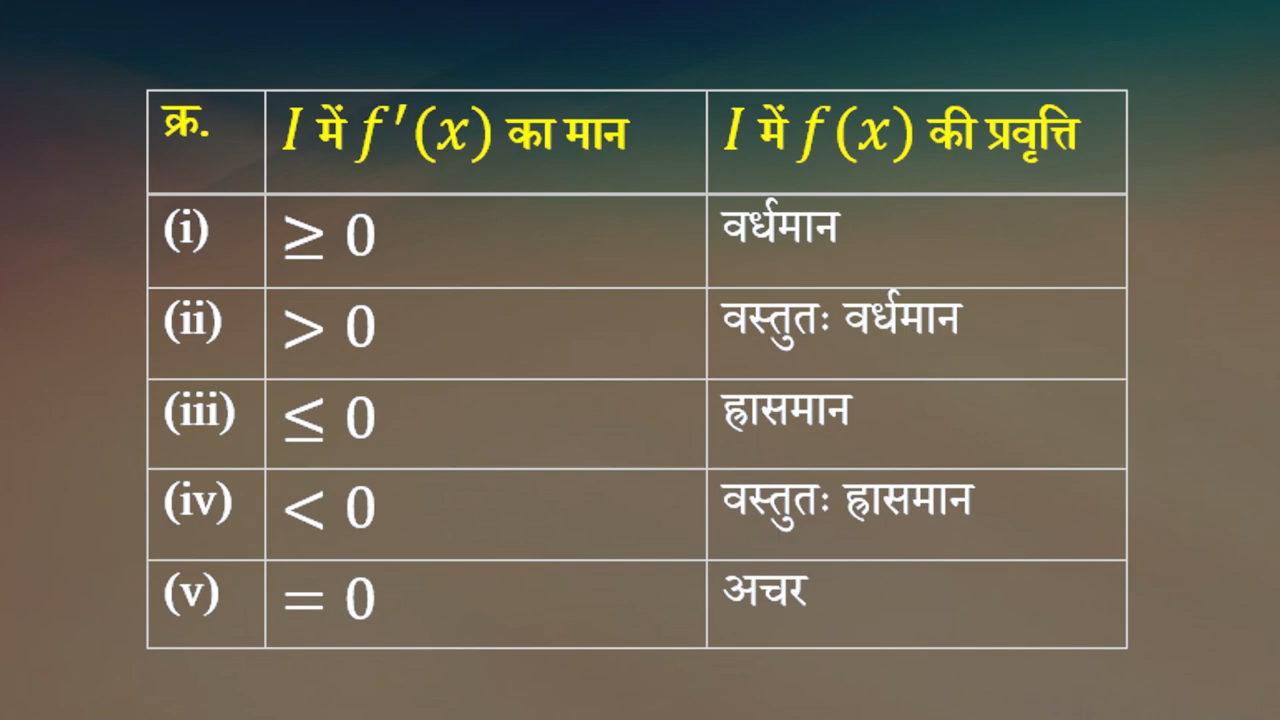 क्र. I में f′(x) का मान I में f(x) की प्रवृत्ति
(i) ≥ 0 वर्धमान
(ii) > 0 वस्तुतः वर्धमान
(iii) ≤ 0 ह्रासमान
(iv) < 0 वस्तुतः ह्रासमान
(v) = 0 अचर